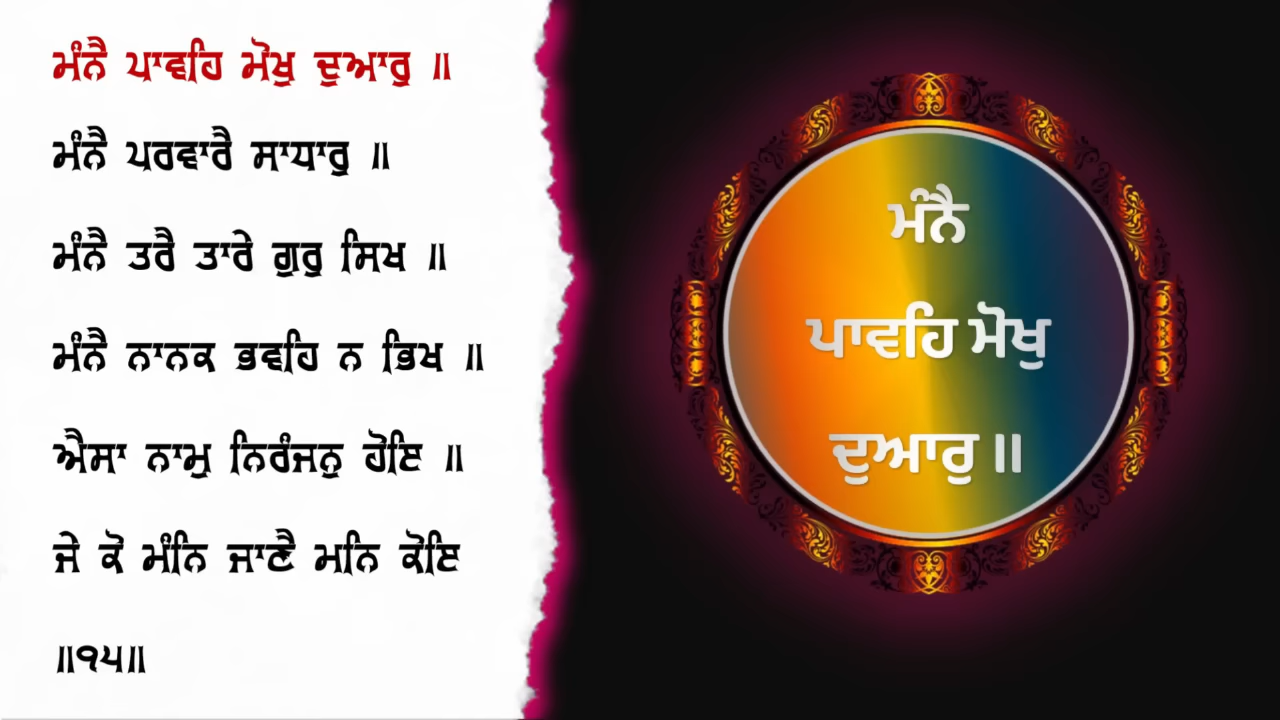 ਮੰਨੈ ਪਾਵਹਿ ਮੋਖੁ ਦੁਆਰੁ ॥
ਮੰਨੈ ਪਰਵਾਰੈ ਸਾਧਾਰੁ ॥
ਮੰਨੈ ਤਰੈ ਤਾਰੇ ਗੁਰੁ ਸਿਖ ॥
ਮੰਨੈ ਨਾਨਕ ਭਵਹਿ ਨ ਭਿਖ ॥
ਐਸਾ ਨਾਮੁ ਨਿਰੰਜਨੁ ਹੋਇ ॥
ਜੇ ਕੋ ਮੰਨਿ ਜਾਣੈ ਮਨਿ ਕੋਇ
॥੧੫॥
ਮੰਨੈ
ਪਾਵਹਿ ਮੋਖੁ
ਦੁਆਰੁ ॥